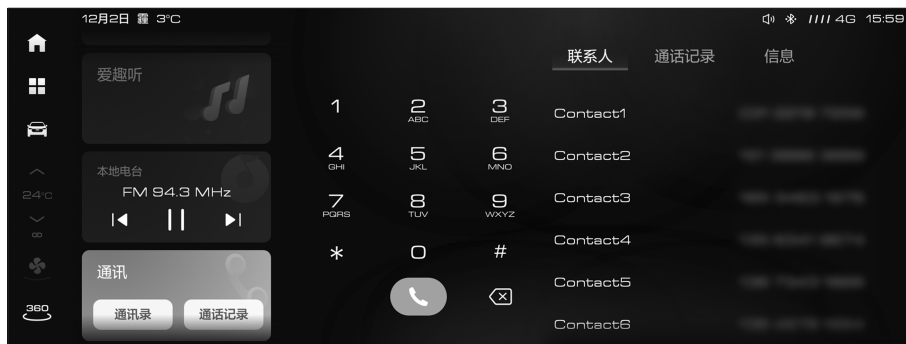 12月2日 霾 3°C
4G 15:59
爱趣听
本地电台
FM 94.3 MHz
24°C
通讯
通讯录 通话记录
360
1
2 ABC
3 DEF
4 GHI
5 JKL
6 MNO
7 PQRS
8 TUV
9 WXYZ
* 0 #
联系人 通话记录 信息
Contact1
Contact2
Contact3
Contact4
Contact5
Contact6